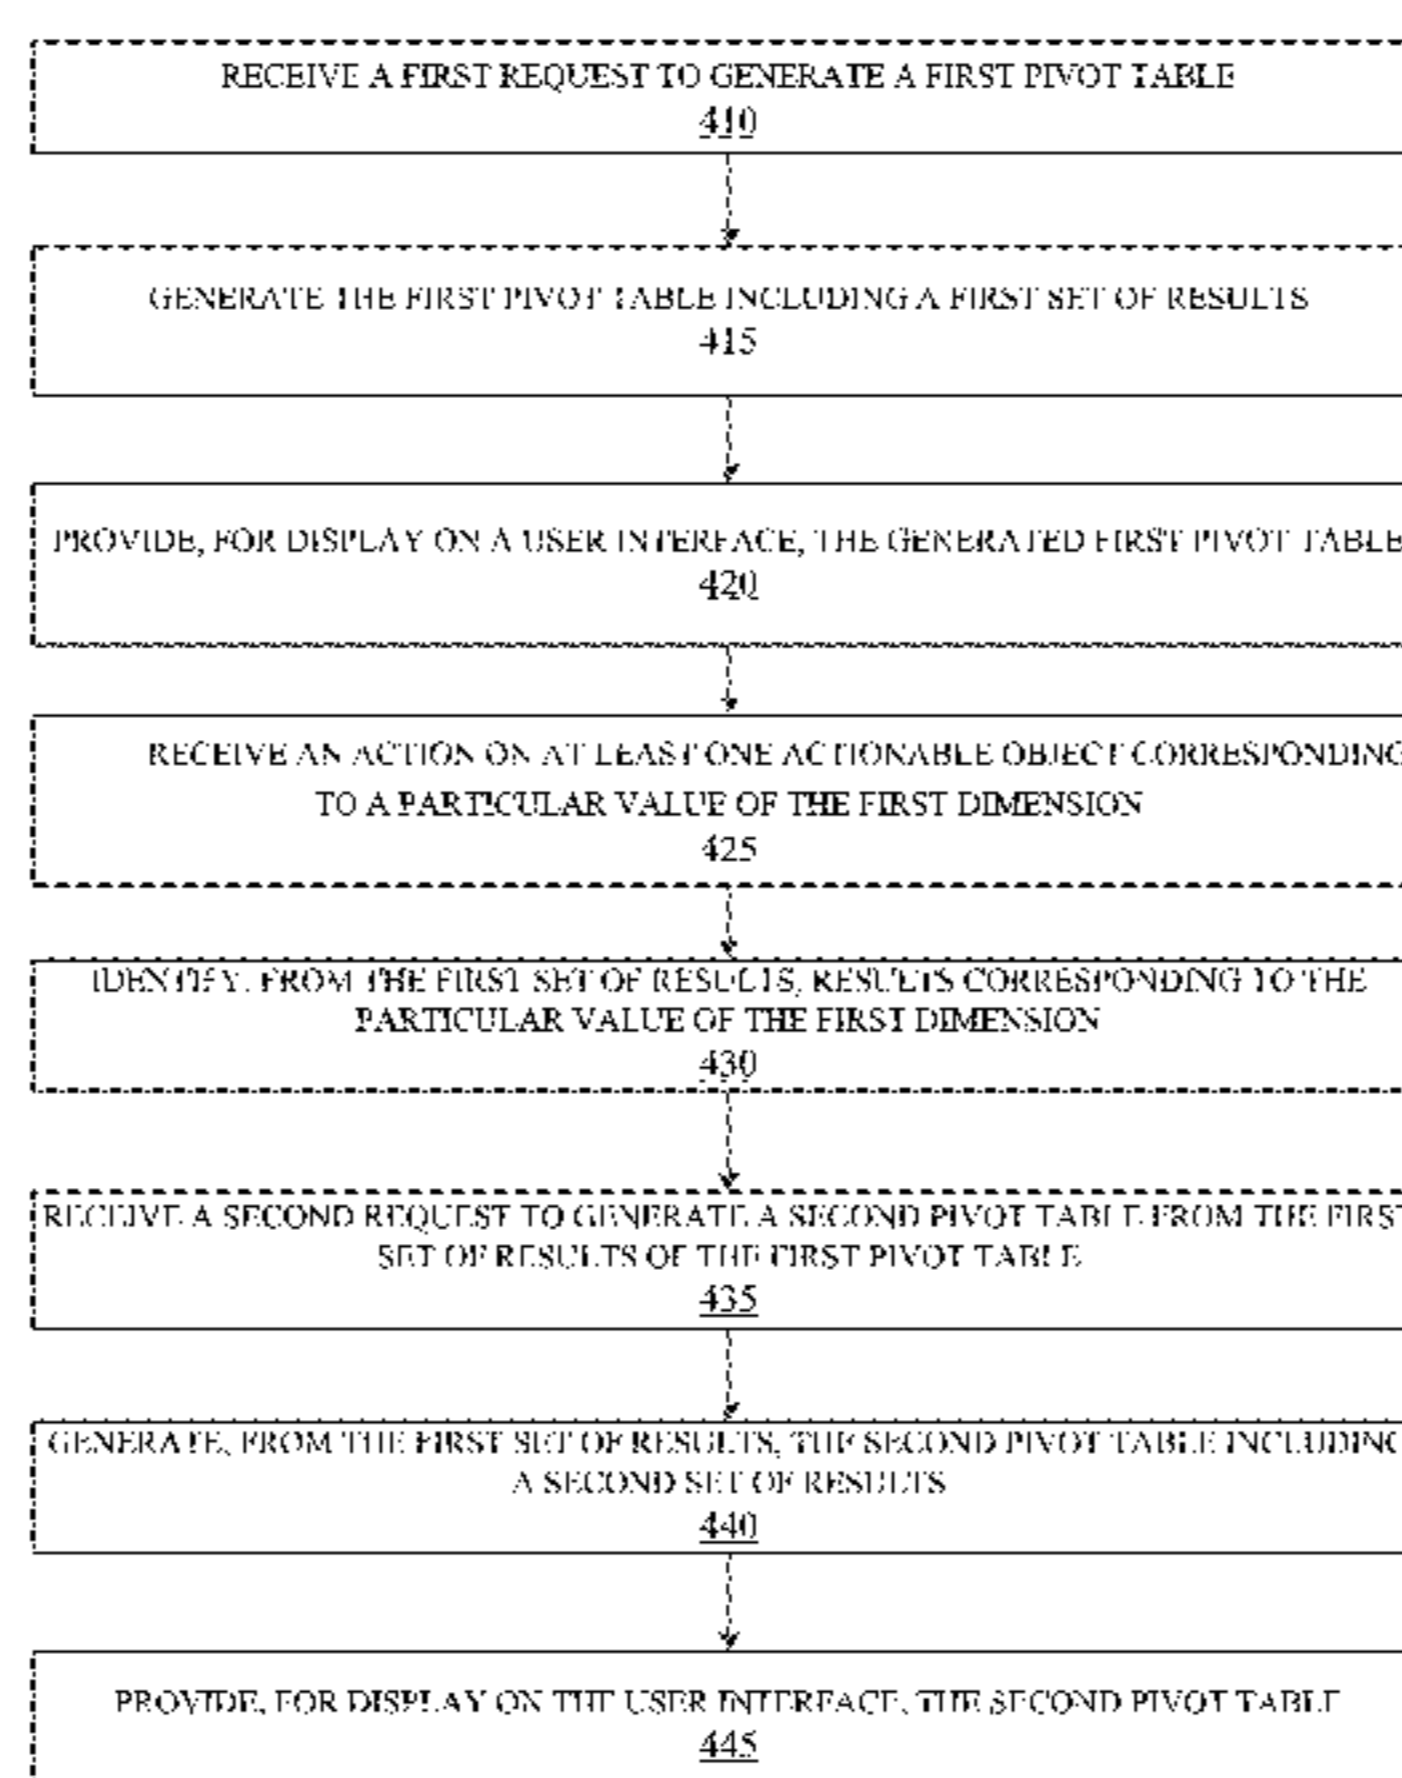 RECEIVE A FIRST REQUEST TO GENERATE A FIRST PIVOT TABLE
410
GENERATE THE FIRST PIVOT TABLE INCLUDING A FIRST SET OF RESULTS
415
PROVIDE, FOR DISPLAY ON A USER INTERFACE, THE GENERATED FIRST PIVOT TABLE
420
RECEIVE AN ACTION ON AT LEAST ONE ACTIONABLE OBJECT CORRESPONDING
TO A PARTICULAR VALUE OF THE FIRST DIMENSION
425
IDENTIFY, FROM THE FIRST SET OF RESULTS, RESULTS CORRESPONDING TO THE
PARTICULAR VALUE OF THE FIRST DIMENSION
430
RECEIVE A SECOND REQUEST TO GENERATE A SECOND PIVOT TABLE FROM THE FIRST
SET OF RESULTS OF THE FIRST PIVOT TABLE
435
GENERATE, FROM THE FIRST SET OF RESULTS, THE SECOND PIVOT TABLE INCLUDING
A SECOND SET OF RESULTS
440
PROVIDE, FOR DISPLAY ON THE USER INTERFACE, THE SECOND PIVOT TABLE
445